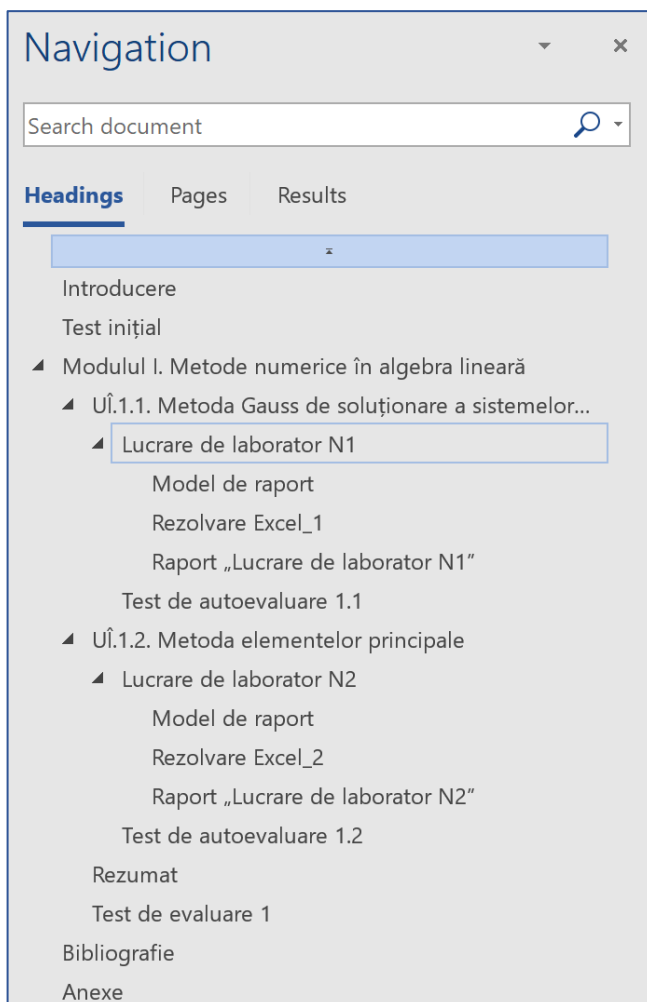 Navigation
Search document
Headings Pages Results
Introducere
Test inițial
Modulul I. Metode numerice în algebra lineară
UÎ.1.1. Metoda Gauss de soluționare a sistemelor...
Lucrare de laborator N1
Model de raport
Rezolvare Excel_1
Raport „Lucrare de laborator N1”
Test de autoevaluare 1.1
UÎ.1.2. Metoda elementelor principale
Lucrare de laborator N2
Model de raport
Rezolvare Excel_2
Raport „Lucrare de laborator N2”
Test de autoevaluare 1.2
Rezumat
Test de evaluare 1
Bibliografie
Anexe